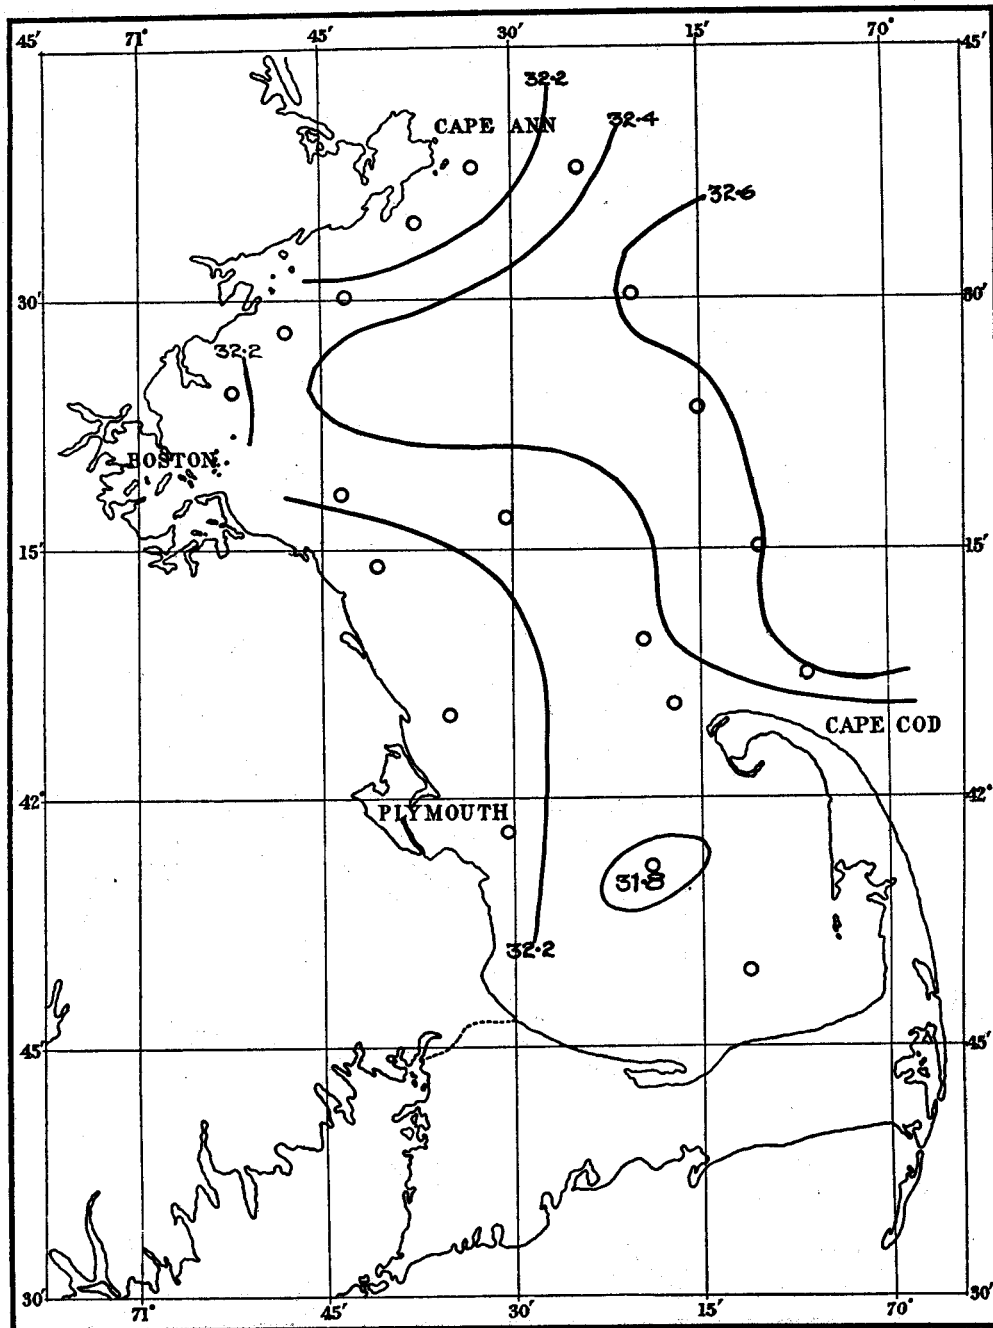 45′ 71° 45′ 30′ 15′ 70° 45′
32·2
CAPE ANN
32·4
32·6
30′ 30′
32·2
BOSTON
15′ 15′
CAPE COD
42° 42°
PLYMOUTH
31·8
32·2
45′ 45′
30′ 71° 45′ 30′ 15′ 70° 30′